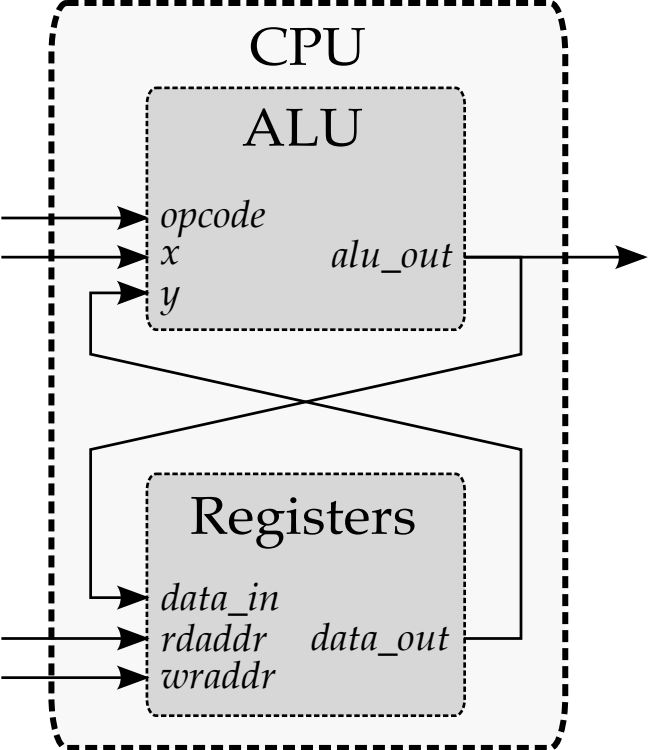 CPU
ALU
opcode
x alu_out
y
Registers
data_in
rdaddr data_out
wraddr